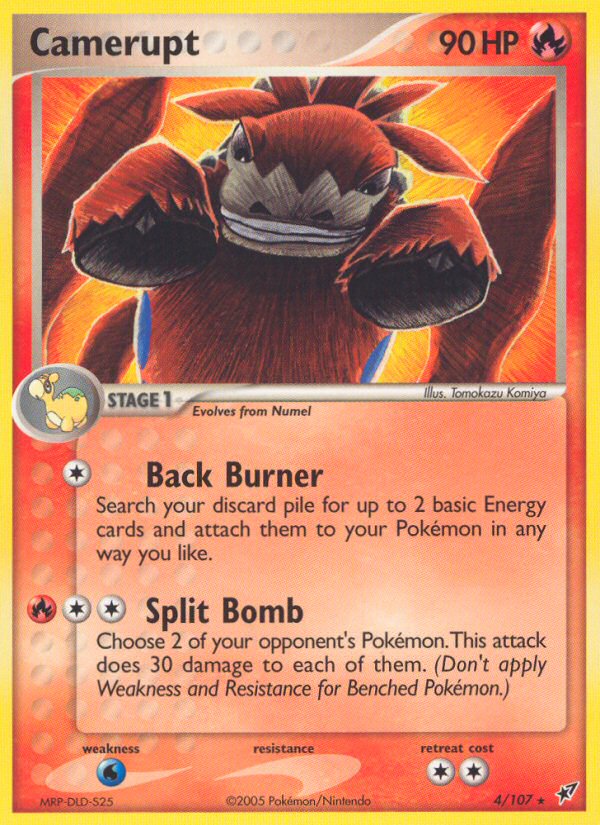 Camerupt 90 HP
Illus. Tomokazu Komiya
STAGE 1
Evolves from Numel
Back Burner
Search your discard pile for up to 2 basic Energy
cards and attach them to your Pokémon in any
way you like.
Split Bomb
Choose 2 of your opponent's Pokémon. This attack
does 30 damage to each of them. (Don't apply
Weakness and Resistance for Benched Pokémon.)
weakness resistance retreat cost
MRP-DLD-S25 ©2005 Pokémon/Nintendo 4/107 ★